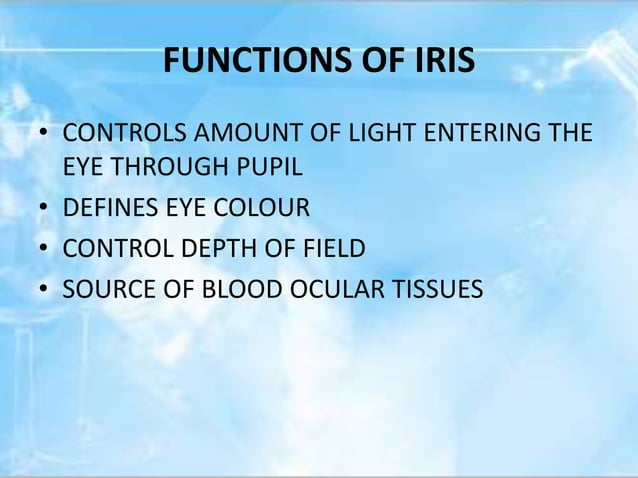 FUNCTIONS OF IRIS
• CONTROLS AMOUNT OF LIGHT ENTERING THE
EYE THROUGH PUPIL
• DEFINES EYE COLOUR
• CONTROL DEPTH OF FIELD
• SOURCE OF BLOOD OCULAR TISSUES